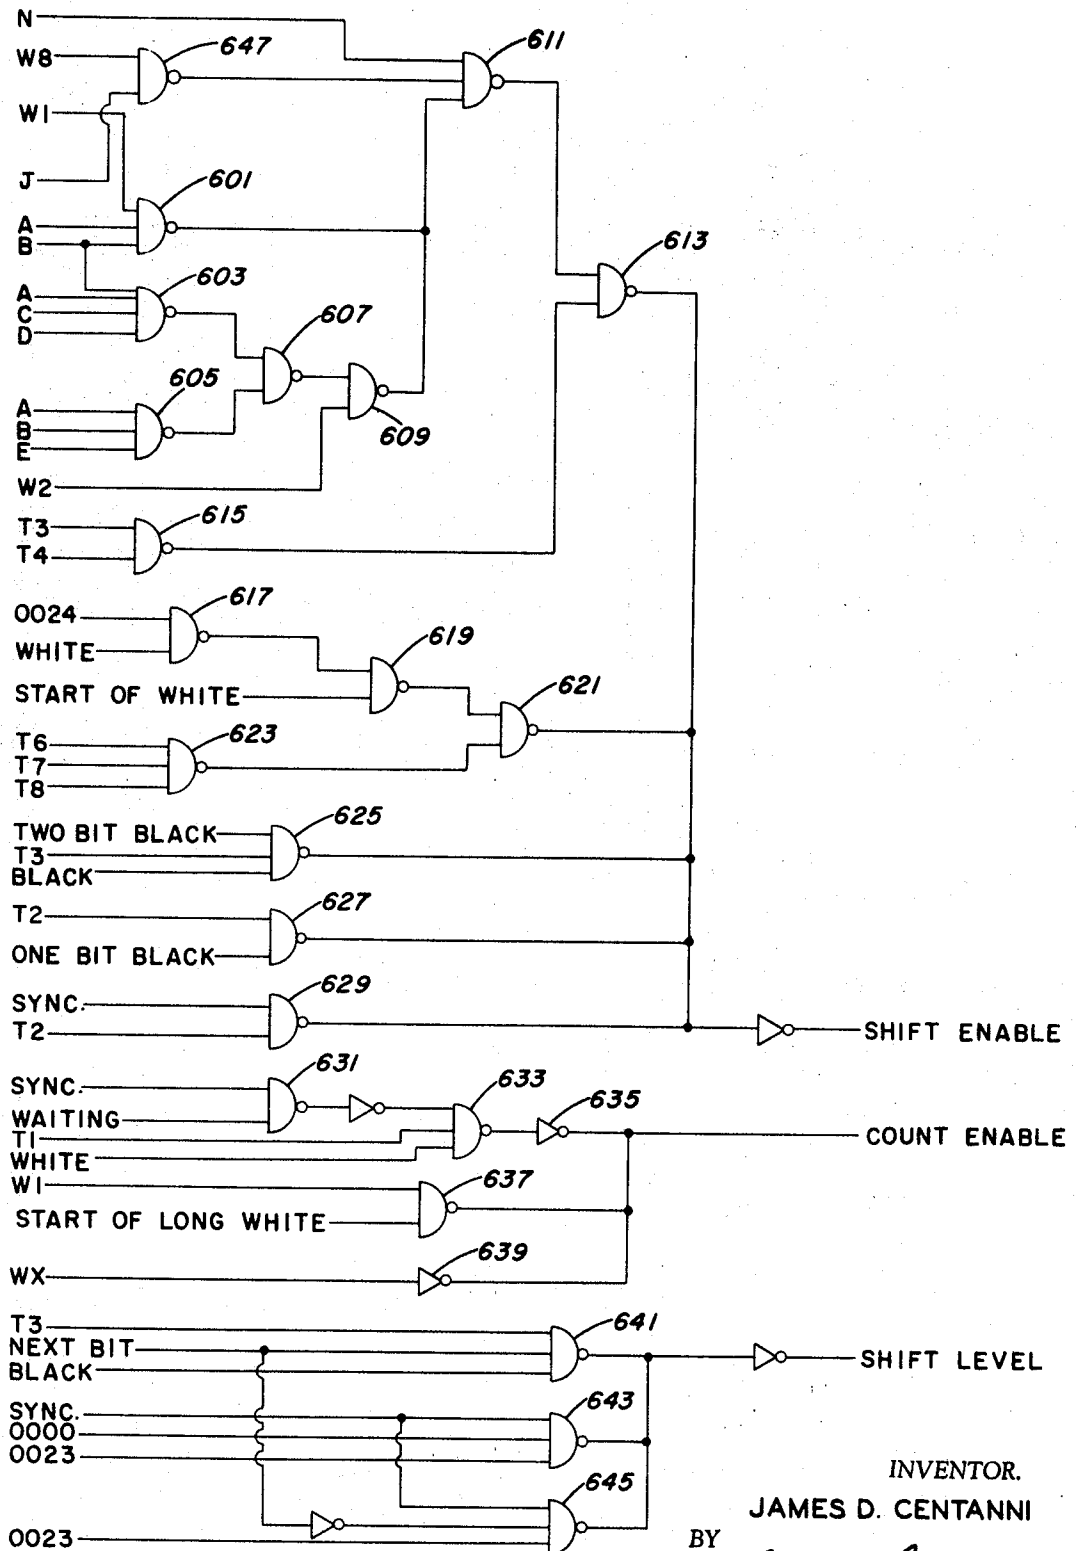 N
611
W8
647
W1
J
601
A
B
613
603
A
C
D
607
605
A
B
E
609
W2
615
T3
T4
0024
617
WHITE
619
START OF WHITE
621
T6
623
T7
T8
625
TWO BIT BLACK
T3
BLACK
627
T2
ONE BIT BLACK
629
SYNC.
T2
SHIFT ENABLE
631
633
SYNC.
635
WAITING
T1
COUNT ENABLE
WHITE
W1
637
START OF LONG WHITE
639
WX
T3
641
NEXT BIT
BLACK
SHIFT LEVEL
SYNC.
643
0000
0023
INVENTOR.
645
JAMES D. CENTANNI
0023
BY